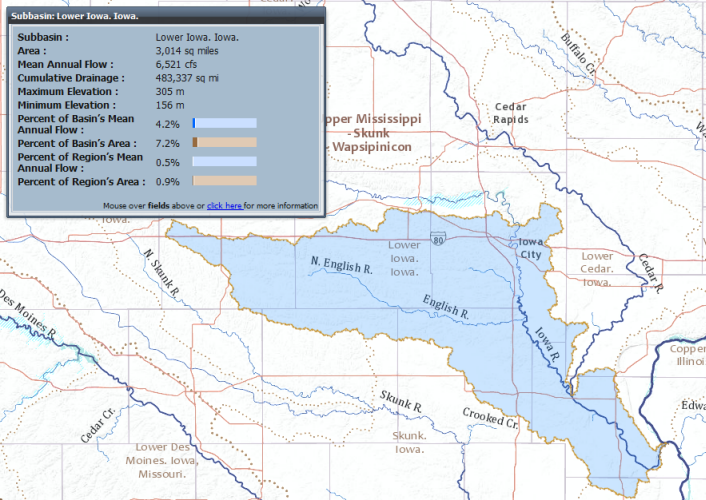 Subbasin: Lower Iowa. Iowa.
Subbasin : Lower Iowa. Iowa.
Area : 3,014 sq miles
Mean Annual Flow : 6,521 cfs
Cumulative Drainage : 483,337 sq mi
Maximum Elevation : 305 m
Minimum Elevation : 156 m
Percent of Basin's Mean
Annual Flow : 4.2%
Percent of Basin's Area : 7.2%
Percent of Region's Mean
Annual Flow : 0.5%
Percent of Region's Area : 0.9%
Mouse over fields above or click here for more information
Buffalo Cr.
Cedar
Rapids
pper Mississippi
- Skunk
- Wapsipinicon
Wa
Iowa.
Lower
Iowa.
Iowa.
80
Iowa
City
Lower
Cedar.
Iowa.
Cedar R.
N. Skunk R.
N. English R.
English R.
Iowa R.
Des Moines R.
Copper
Illinoi
Skunk R.
Crooked Cr.
Edwa
Cedar Cr.
Skunk.
Iowa.
Lower Des
Moines. Iowa,
Missouri.